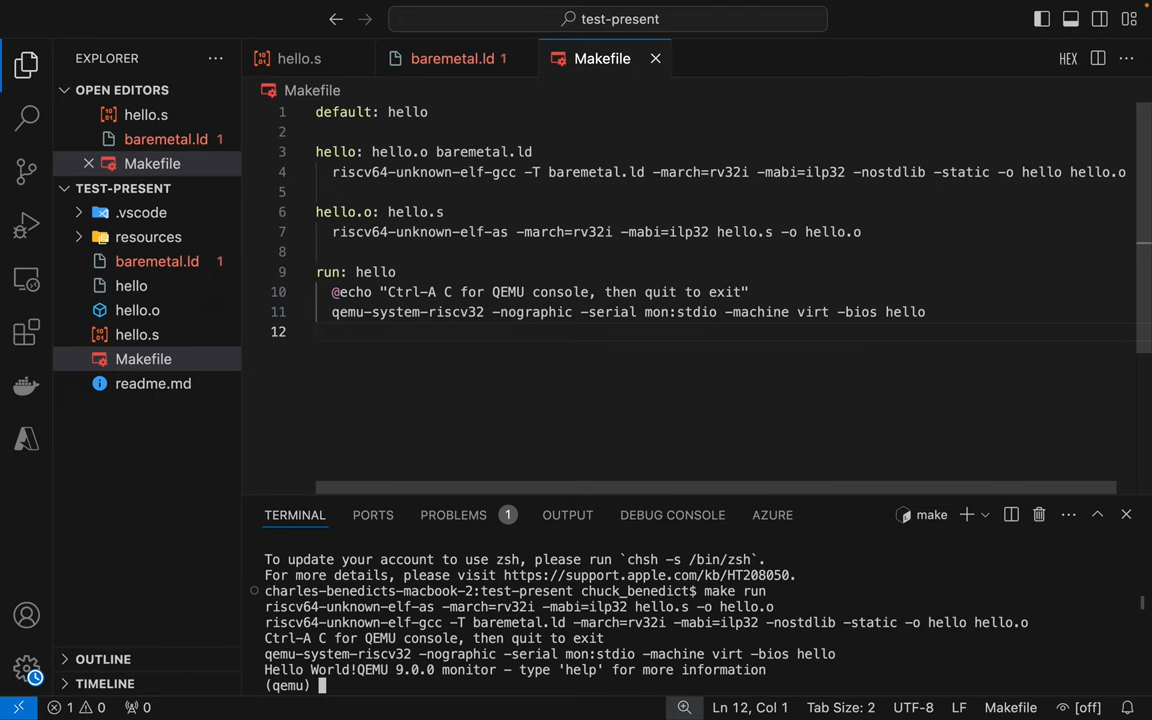 test-present
EXPLORER
OPEN EDITORS
hello.s
baremetal.ld 1
Makefile
TEST-PRESENT
.vscode
resources
baremetal.ld 1
hello
hello.o
hello.s
Makefile
readme.md
OUTLINE
TIMELINE
hello.s
baremetal.ld 1
Makefile
HEX
Makefile
1 default: hello
2
3 hello: hello.o baremetal.ld
4 riscv64-unknown-elf-gcc -T baremetal.ld -march=rv32i -mabi=ilp32 -nostdlib -static -o hello hello.o
5
6 hello.o: hello.s
7 riscv64-unknown-elf-as -march=rv32i -mabi=ilp32 hello.s -o hello.o
8
9 run: hello
10 @echo "Ctrl-A C for QEMU console, then quit to exit"
11 qemu-system-riscv32 -nographic -serial mon:stdio -machine virt -bios hello
12
TERMINAL PORTS PROBLEMS 1 OUTPUT DEBUG CONSOLE AZURE make
To update your account to use zsh, please run `chsh -s /bin/zsh`.
For more details, please visit https://support.apple.com/kb/HT208050.
charles-benedicts-macbook-2:test-present chuck_benedict$ make run
riscv64-unknown-elf-as -march=rv32i -mabi=ilp32 hello.s -o hello.o
riscv64-unknown-elf-gcc -T baremetal.ld -march=rv32i -mabi=ilp32 -nostdlib -static -o hello hello.o
Ctrl-A C for QEMU console, then quit to exit
qemu-system-riscv32 -nographic -serial mon:stdio -machine virt -bios hello
Hello World!QEMU 9.0.0 monitor - type 'help' for more information
(qemu)
1 0 0 Ln 12, Col 1 Tab Size: 2 UTF-8 LF Makefile [off]